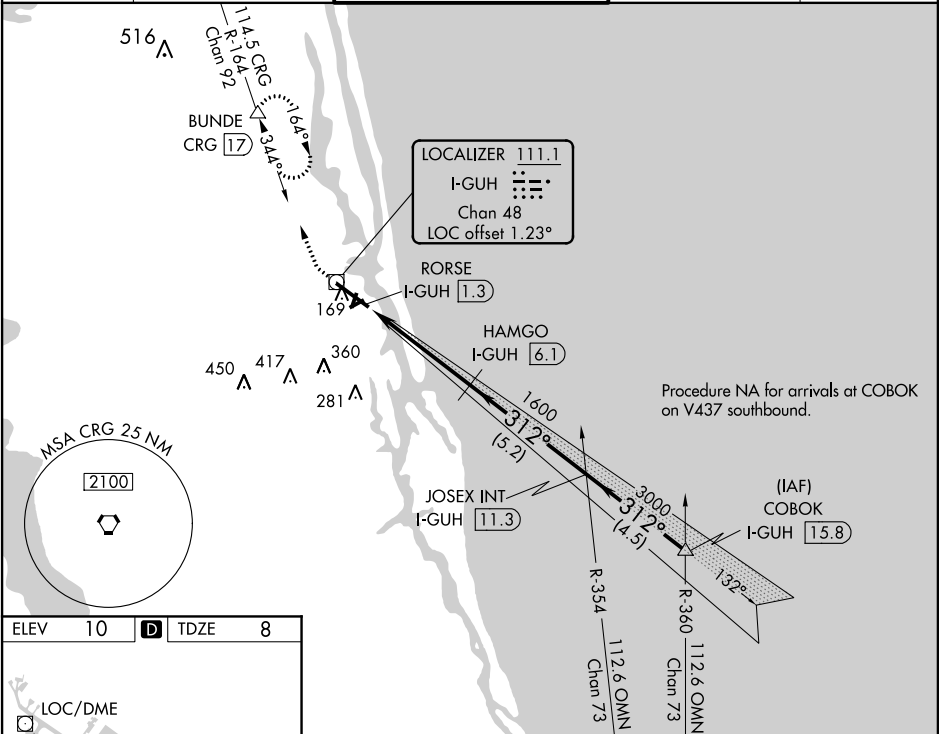 516
114.5 CRG
R-164
Chan 92
BUNDE
CRG 17
164°
344°
LOCALIZER 111.1
I-GUH
Chan 48
LOC offset 1.23°
RORSE
I-GUH 1.3
169
HAMGO
I-GUH 6.1
450
417
360
281
1600
312°
(5.2)
Procedure NA for arrivals at COBOK
on V437 southbound.
MSA CRG 25 NM
2100
JOSEX INT
I-GUH 11.3
3000
312°
(4.5)
(IAF)
COBOK
I-GUH 15.8
132°
R-354
112.6 OMN
Chan 73
R-360
112.6 OMN
Chan 73
ELEV 10 D TDZE 8
LOC/DME